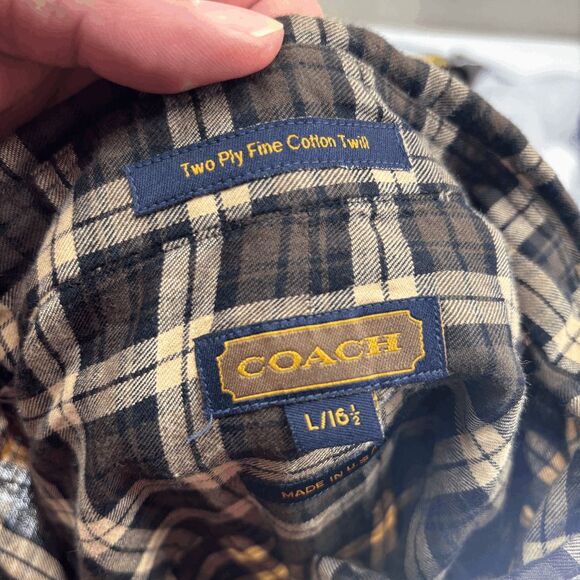 Two Ply Fine Cotton Twill
COACH
L/16½
MADE IN U.S.A